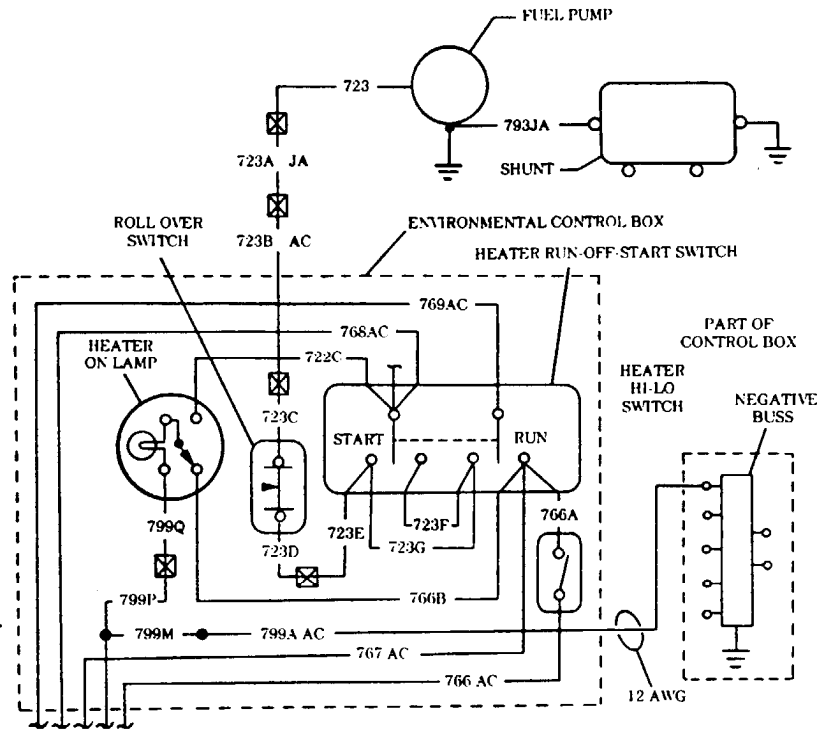 FUEL PUMP
723
793JA
SHUNT
723A JA
ROLL OVER
SWITCH
723B AC
ENVIRONMENTAL CONTROL BOX
HEATER RUN-OFF-START SWITCH
769AC
768AC
HEATER
ON LAMP
722C
PART OF
CONTROL BOX
HEATER
HI-LO
SWITCH
NEGATIVE
BUSS
723C
START
RUN
799Q
723D
723E
723F
723G
766A
799P
766B
799M
799A AC
767 AC
766 AC
12 AWG